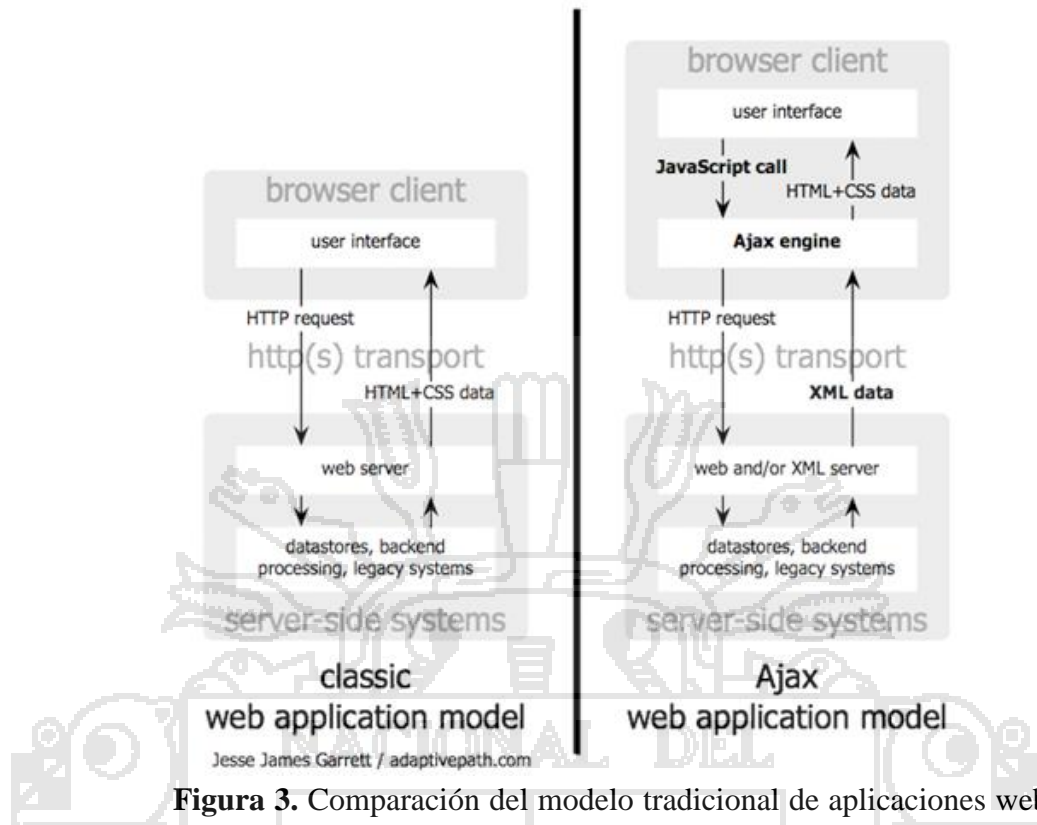 browser client
user interface
HTTP request
http(s) transport
HTML+CSS data
web server
datastores, backend
processing, legacy systems
server-side systems
classic
web application model
Jesse James Garrett / adaptivepath.com
browser client
user interface
JavaScript call
HTML+CSS data
Ajax engine
HTTP request
http(s) transport
XML data
web and/or XML server
datastores, backend
processing, legacy systems
server-side systems
Ajax
web application model
NACIONAL DEL
Figura 3. Comparación del modelo tradicional de aplicaciones web